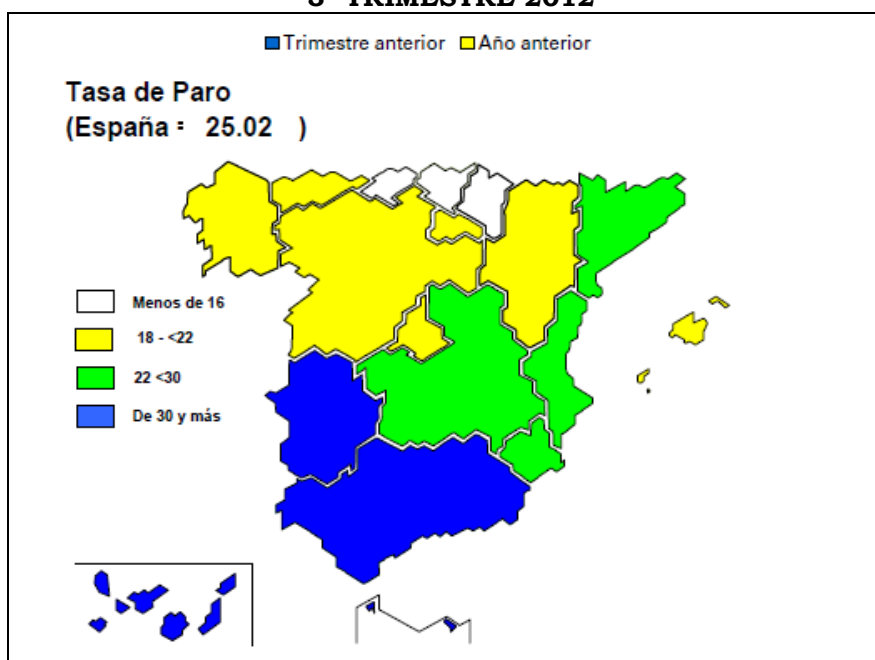 3º TRIMESTRE 2012
Trimestre anterior Año anterior
Tasa de Paro
(España = 25.02 )
Menos de 16
18 - <22
22 <30
De 30 y más